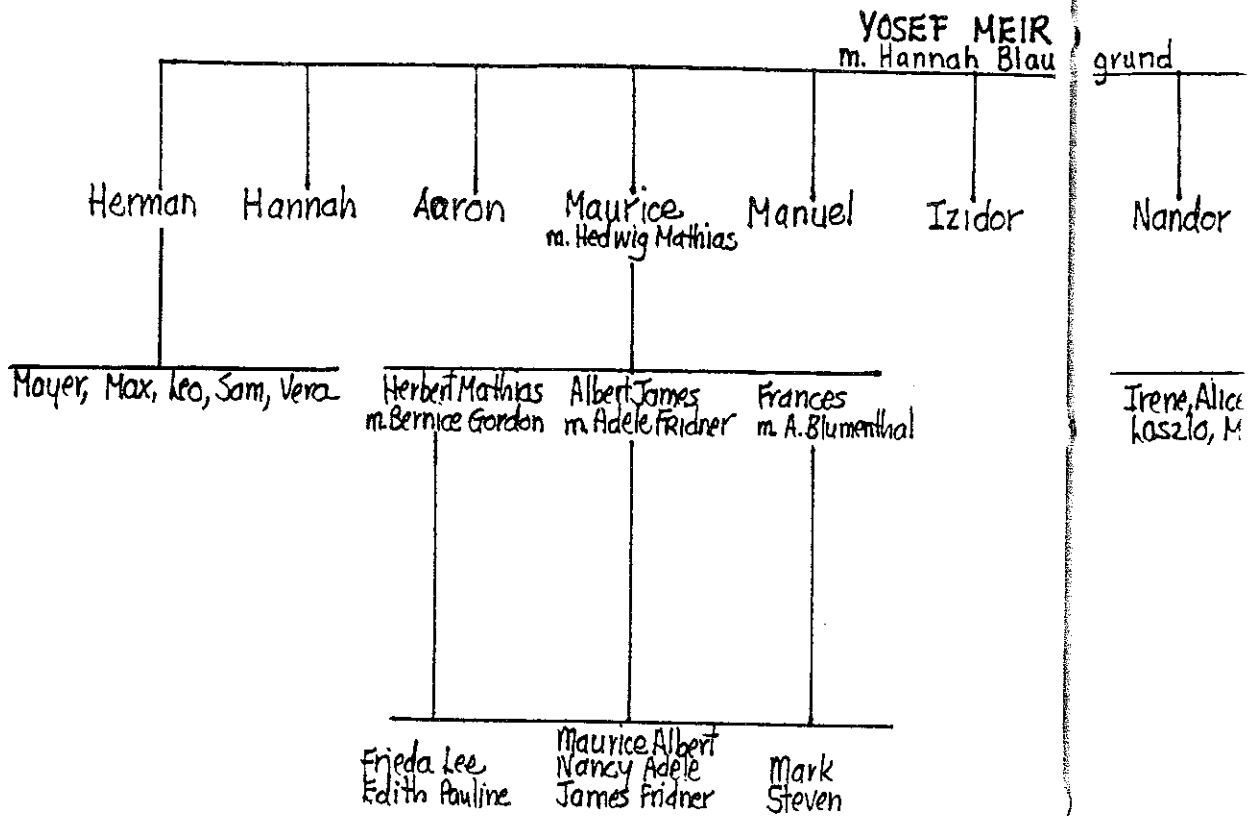 YOSEF MEIR
m. Hannah Blau grund
Herman Hannah Aaron Maurice Manuel Izidor Nandor
m. Hedwig Mathias
Mayer, Max, Leo, Sam, Vera
Herbert Mathias Albert James Frances Irene, Alice
m. Bernice Gordon m. Adele FRidner m. A. Blumenthal Laszlo, M
Frieda Lee Maurice Albert Mark
Edith Pauline Nancy Adele Steven
James Fridner